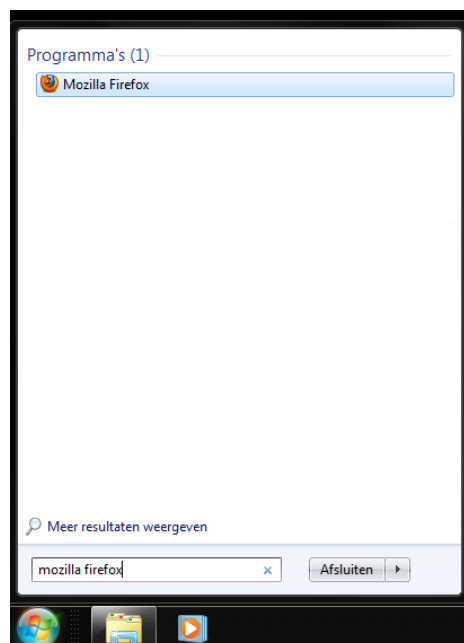 Programma's (1)
Mozilla Firefox
Meer resultaten weergeven
mozilla firefox
Afsluiten